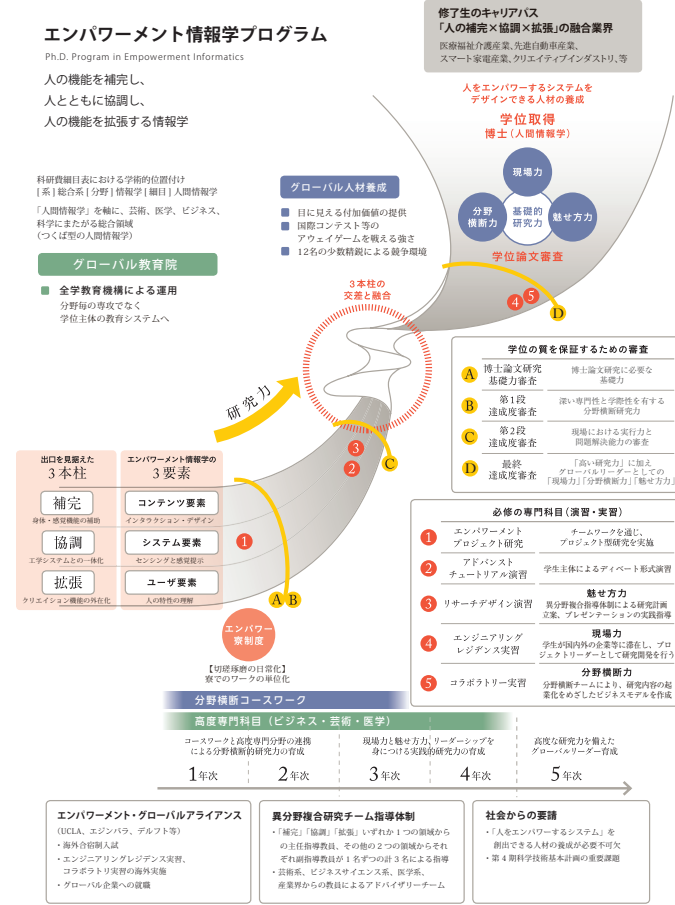 エンパワーメント情報学プログラム
Ph.D. Program in Empowerment Informatics
人の機能を補完し、
人とともに協調し、
人の機能を拡張する情報学
修了生のキャリアパス
「人の補完×協調×拡張」の融合業界
医療福祉介護産業、先進自動車産業、
スマート家電産業、クリエイティブインダストリ、等
人をエンパワーするシステムを
デザインできる人材の養成
学位取得
博士（人間情報学）
現場力
分野
横断力
基礎的
研究力
魅せ方力
学位論文審査
4 5
D
科研費細目表における学術的位置付け
[ 系 ] 総合系 [ 分野 ] 情報学 [ 細目 ] 人間情報学
「人間情報学」を軸に、芸術、医学、ビジネス、
科学にまたがる総合領域
（つくば型の人間情報学）
グローバル教育院
全学教育機構による運用
分野毎の専攻でなく
学位主体の教育システムへ
グローバル人材養成
目に見える付加価値の提供
国際コンテスト等の
アウェイゲームを戦える強さ
12名の少数精鋭による競争環境
3本柱の
交差と融合
研究力
3
2
C
学位の質を保証するための審査
A 博士論文研究
基礎力審査
博士論文研究に必要な
基礎力
B 第1段
達成度審査
深い専門性と学際性を有する
分野横断研究力
C 第2段
達成度審査
現場における実行力と
問題解決能力の審査
D 最終
達成度審査
「高い研究力」に加え
グローバルリーダーとしての
「現場力」「分野横断力」「魅せ方力」
出口を見据えた
3本柱
補完
身体・感覚機能の補助
協調
工学システムとの一体化
拡張
クリエイション機能の外在化
エンパワーメント情報学の
3要素
コンテンツ要素
インタラクション・デザイン
システム要素
センシングと感覚提示
ユーザ要素
人の特性の理解
1
A B
エンパワー
寮制度
【切磋琢磨の日常化】
寮でのワークの単位化
必修の専門科目（演習・実習）
1 エンパワーメント
プロジェクト研究
チームワークを通じ、
プロジェクト型研究を実施
2 アドバンスト
チュートリアル演習
学生主体によるディベート形式演習
3 リサーチデザイン演習
魅せ方力
異分野複合指導体制による研究計画
立案、プレゼンテーションの実践指導
4 エンジニアリング
レジデンス実習
現場力
学生が国内外の企業等に滞在し、プロ
ジェクトリーダーとして研究開発を行う
5 コラボラトリー実習
分野横断力
分野横断チームにより、研究内容の起
業化をめざしたビジネスモデルを作成
分野横断コースワーク
高度専門科目（ビジネス・芸術・医学）
コースワークと高度専門分野の連携
による分野横断的研究力の育成
現場力と魅せ方力、リーダーシップを
身につける実践的研究力の育成
高度な研究力を備えた
グローバルリーダー育成
1年次 2年次 3年次 4年次 5年次
エンパワーメント・グローバルアライアンス
（UCLA、エジンバラ、デルフト等）
・海外合宿制入試
・エンジニアリングレジデンス実習、
コラボラトリ実習の海外実施
・グローバル企業への就職
異分野複合研究チーム指導体制
・「補完」「協調」「拡張」いずれか1つの領域から
の主任指導教員、その他の2つの領域からそれ
ぞれ副指導教員が1名ずつの計3名による指導
・芸術系、ビジネスサイエンス系、医学系、
産業界からの教員によるアドバイザリーチーム
社会からの要請
・「人をエンパワーするシステム」を
創出できる人材の養成が必要不可欠
・第4期科学技術基本計画の重要課題